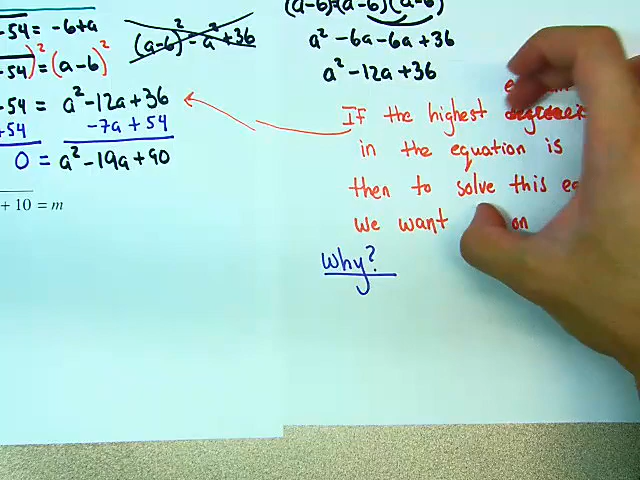 -54 = -6+a
-54)² = (a-6)²
-54 = a²-12a+36
+54 -7a+54
0 = a²-19a+90
+ 10 = m
(a-6)² = a²+36
(a-6)=(a-6)(a-6)
a² -6a-6a+36
a² -12a+36
If the highest
in the equation is
then to solve this
we want on
Why?